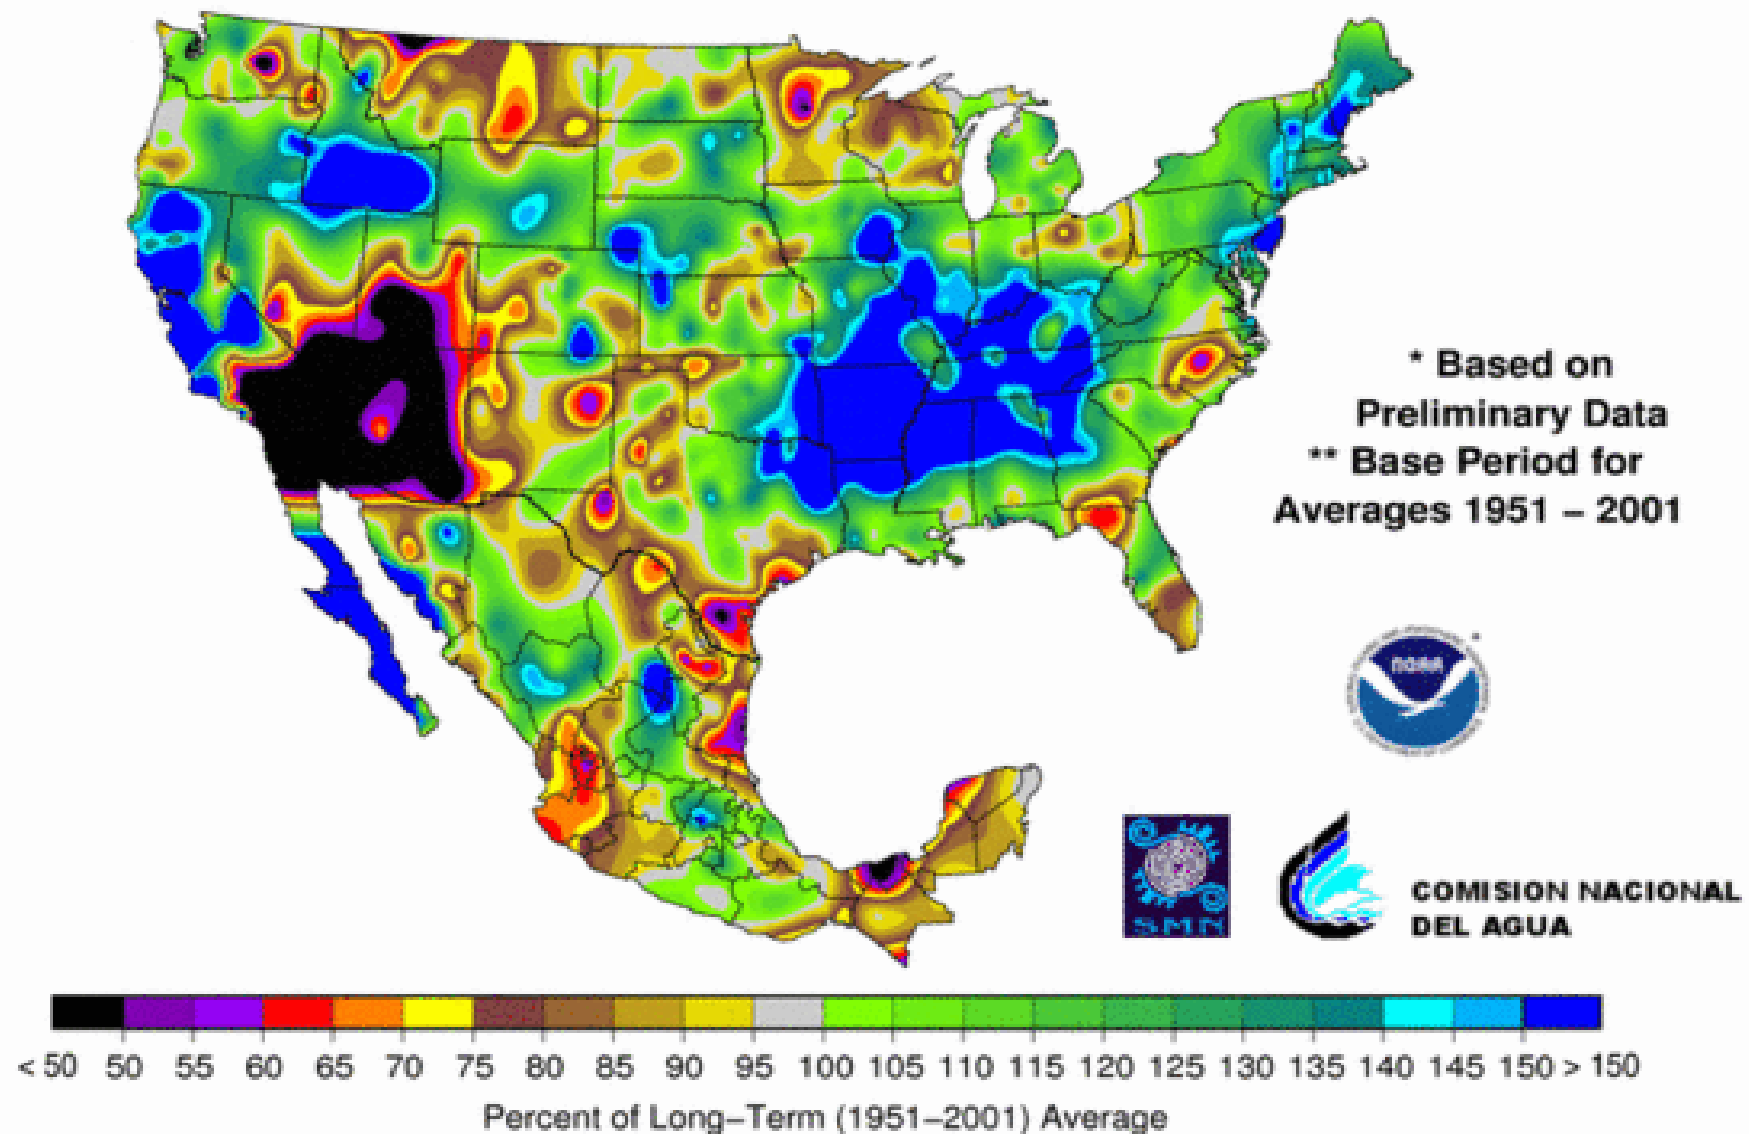 * Based on
Preliminary Data
** Base Period for
Averages 1951 – 2001
noaa
S.M.N
COMISION NACIONAL
DEL AGUA
< 50 50 55 60 65 70 75 80 85 90 95 100 105 110 115 120 125 130 135 140 145 150 > 150
Percent of Long–Term (1951–2001) Average